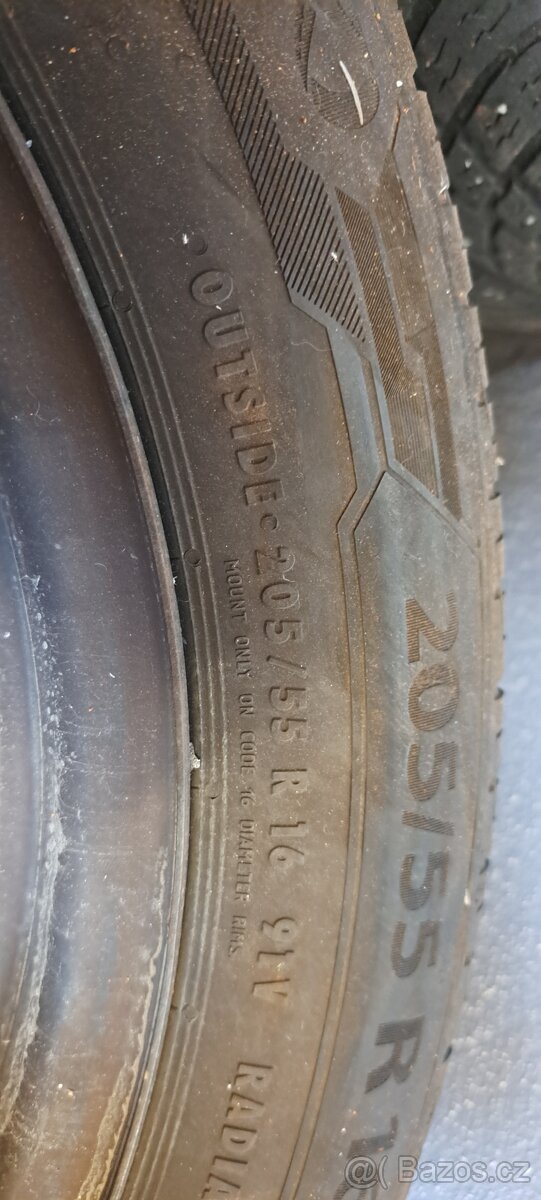 • OUTSIDE • 205/55 R 16 91V RADIA
MOUNT ONLY ON CODE 16 DIAMETER RIMS.
205/55 R 1
Bazos.cz